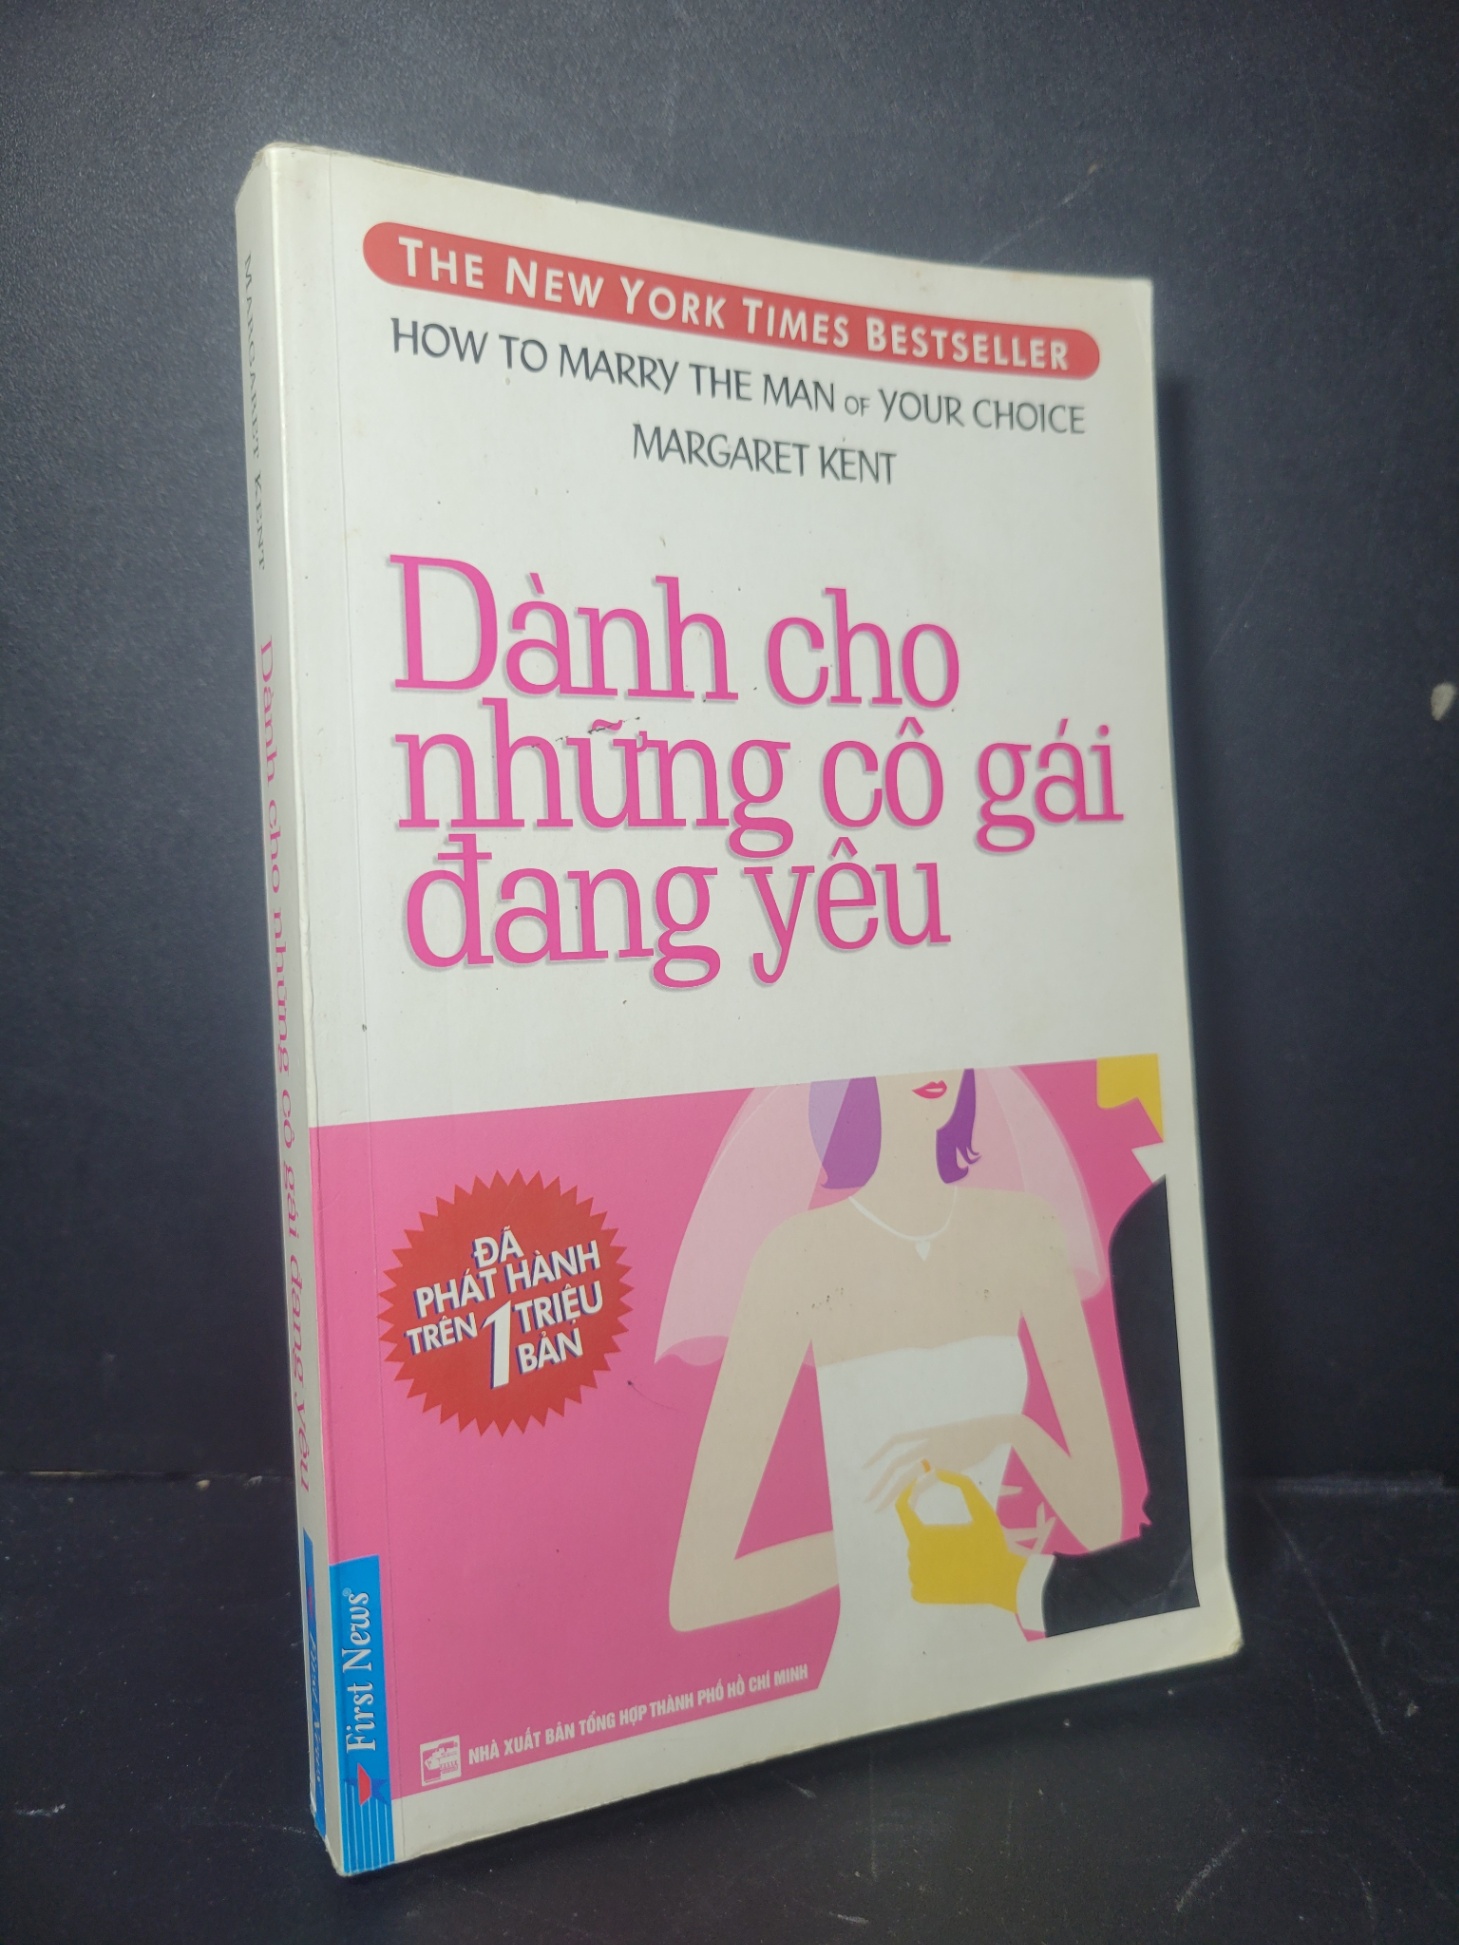 THE NEW YORK TIMES BESTSELLER
HOW TO MARRY THE MAN OF YOUR CHOICE
MARGARET KENT
Dành cho
những cô gái
đang yêu
ĐÃ
PHÁT HÀNH
TRÊN 1 TRIỆU
BẢN
First News®
NHÀ XUẤT BẢN TỔNG HỢP THÀNH PHỐ HỒ CHÍ MINH
MARGARET KENT
Dành cho những cô gái đang yêu
First News